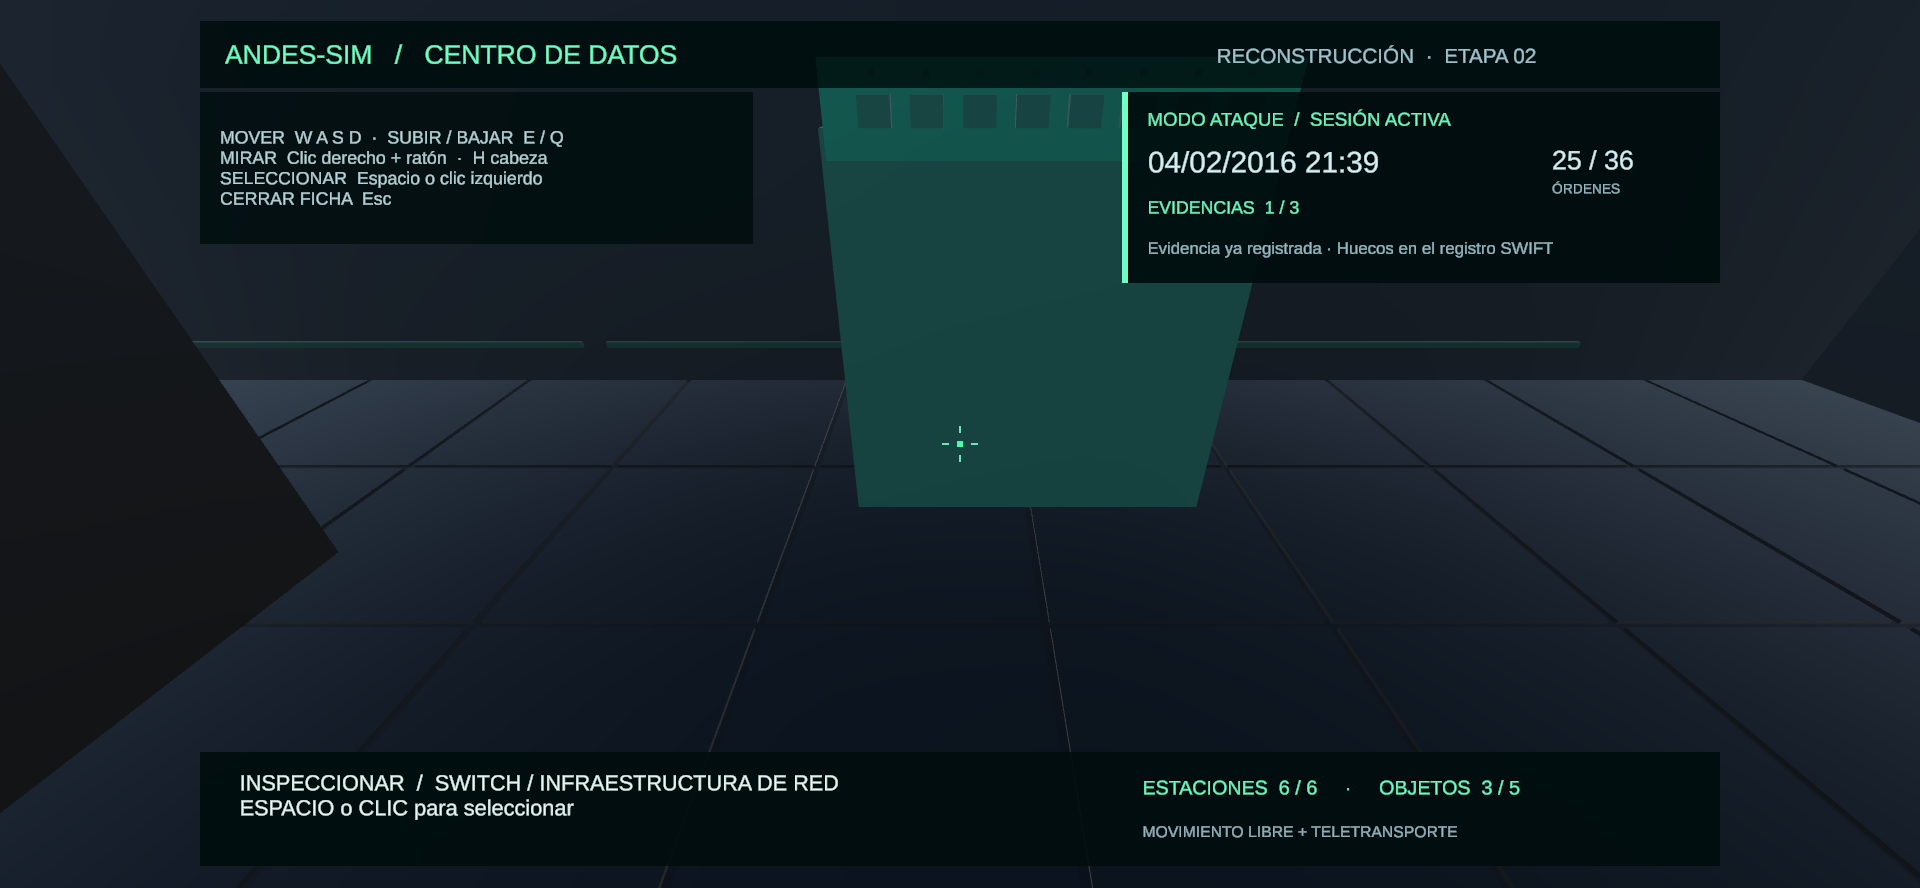 ANDES-SIM / CENTRO DE DATOS
RECONSTRUCCIÓN · ETAPA 02
MOVER W A S D · SUBIR / BAJAR E / Q
MIRAR Clic derecho + ratón · H cabeza
SELECCIONAR Espacio o clic izquierdo
CERRAR FICHA Esc
MODO ATAQUE / SESIÓN ACTIVA
04/02/2016 21:39
25 / 36
ÓRDENES
EVIDENCIAS 1 / 3
Evidencia ya registrada · Huecos en el registro SWIFT
INSPECCIONAR / SWITCH / INFRAESTRUCTURA DE RED
ESPACIO o CLIC para seleccionar
ESTACIONES 6 / 6 · OBJETOS 3 / 5
MOVIMIENTO LIBRE + TELETRANSPORTE